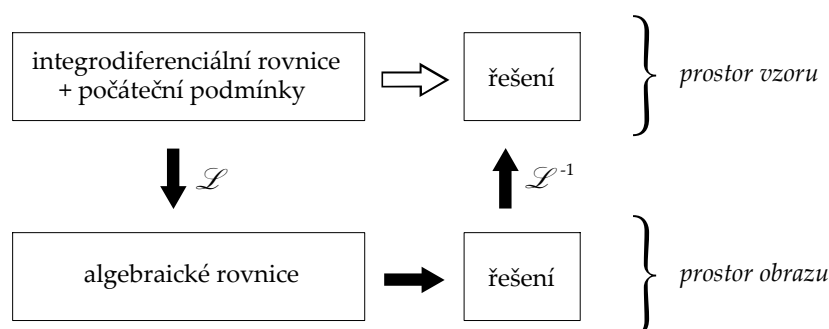 integrodiferenciální rovnice
+ počáteční podmínky
řešení
prostor vzoru
ℒ
ℒ⁻¹
algebraické rovnice
řešení
prostor obrazu